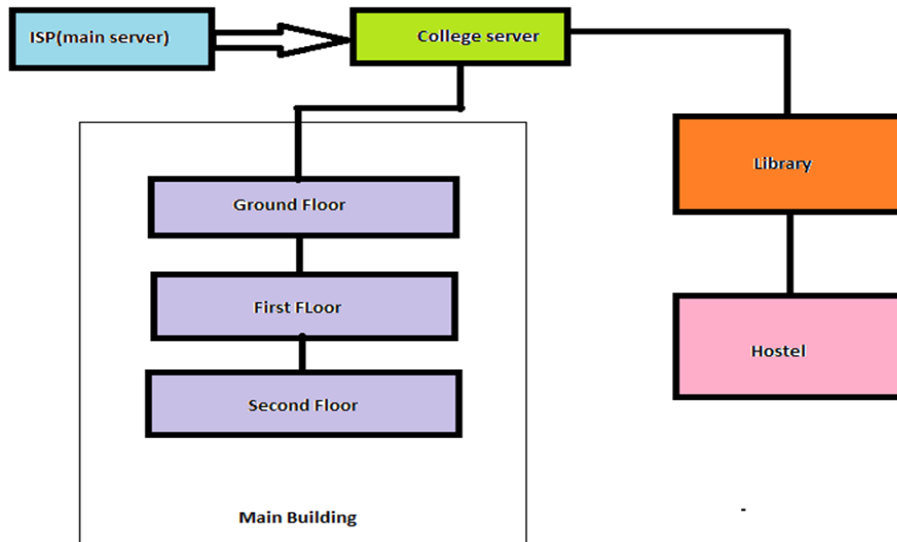 ISP(main server)
College server
Library
Ground Floor
First FLoor
Hostel
Second Floor
Main Building
-